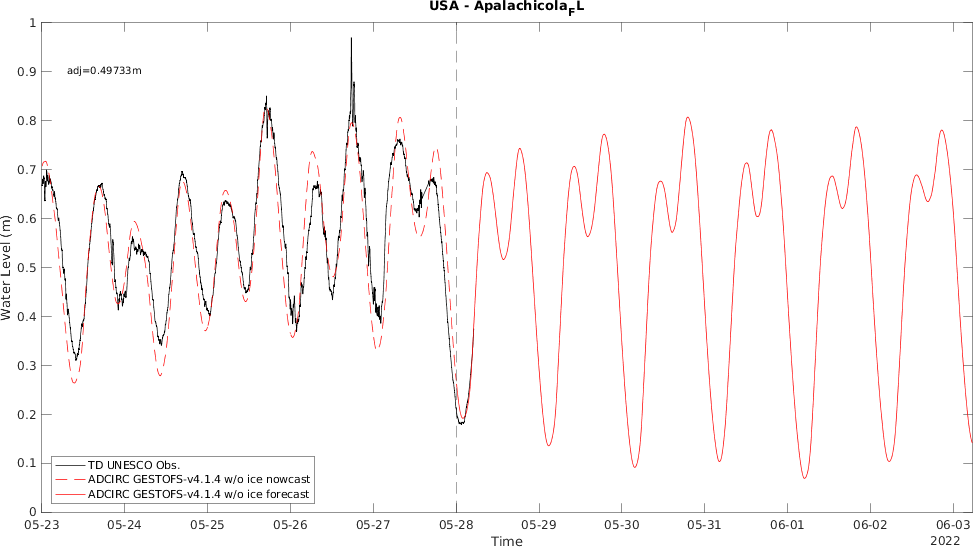 USA - Apalachicola_FL
adj=0.49733m
Water Level (m)
1
0.9
0.8
0.7
0.6
0.5
0.4
0.3
0.2
0.1
0
TD UNESCO Obs.
ADCIRC GESTOFS-v4.1.4 w/o ice nowcast
ADCIRC GESTOFS-v4.1.4 w/o ice forecast
05-23 05-24 05-25 05-26 05-27 05-28 05-29 05-30 05-31 06-01 06-02 06-03
Time
2022